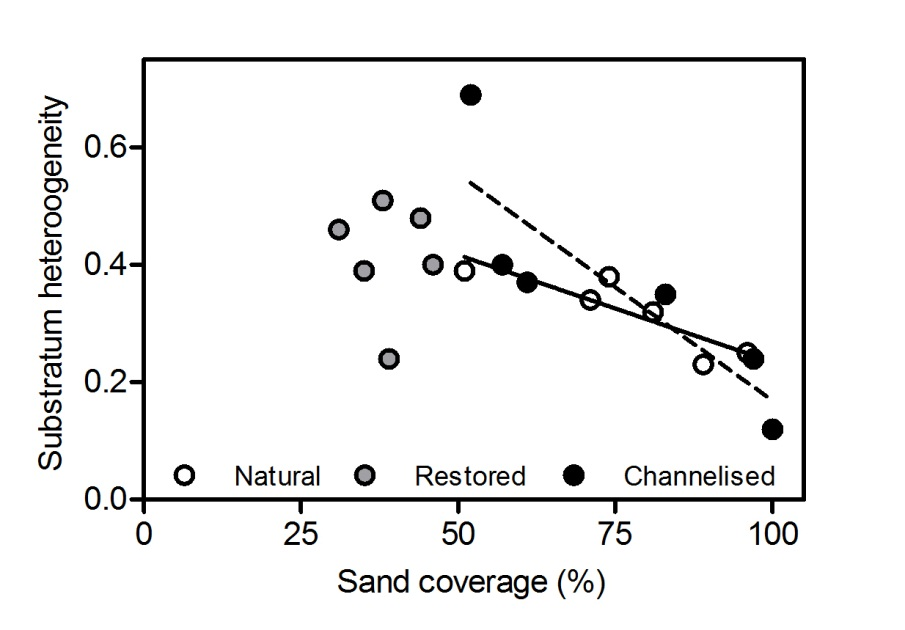 Substratum heteroogeneity
0.6
0.4
0.2
0.0
Natural Restored Channelised
0 25 50 75 100
Sand coverage (%)